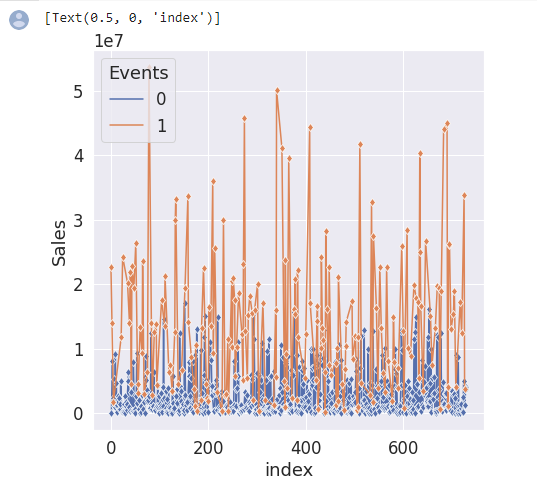 [Text(0.5, 0, 'index')]
1e7
Events
0
1
5
4
3
2
1
0
Sales
0 200 400 600
index